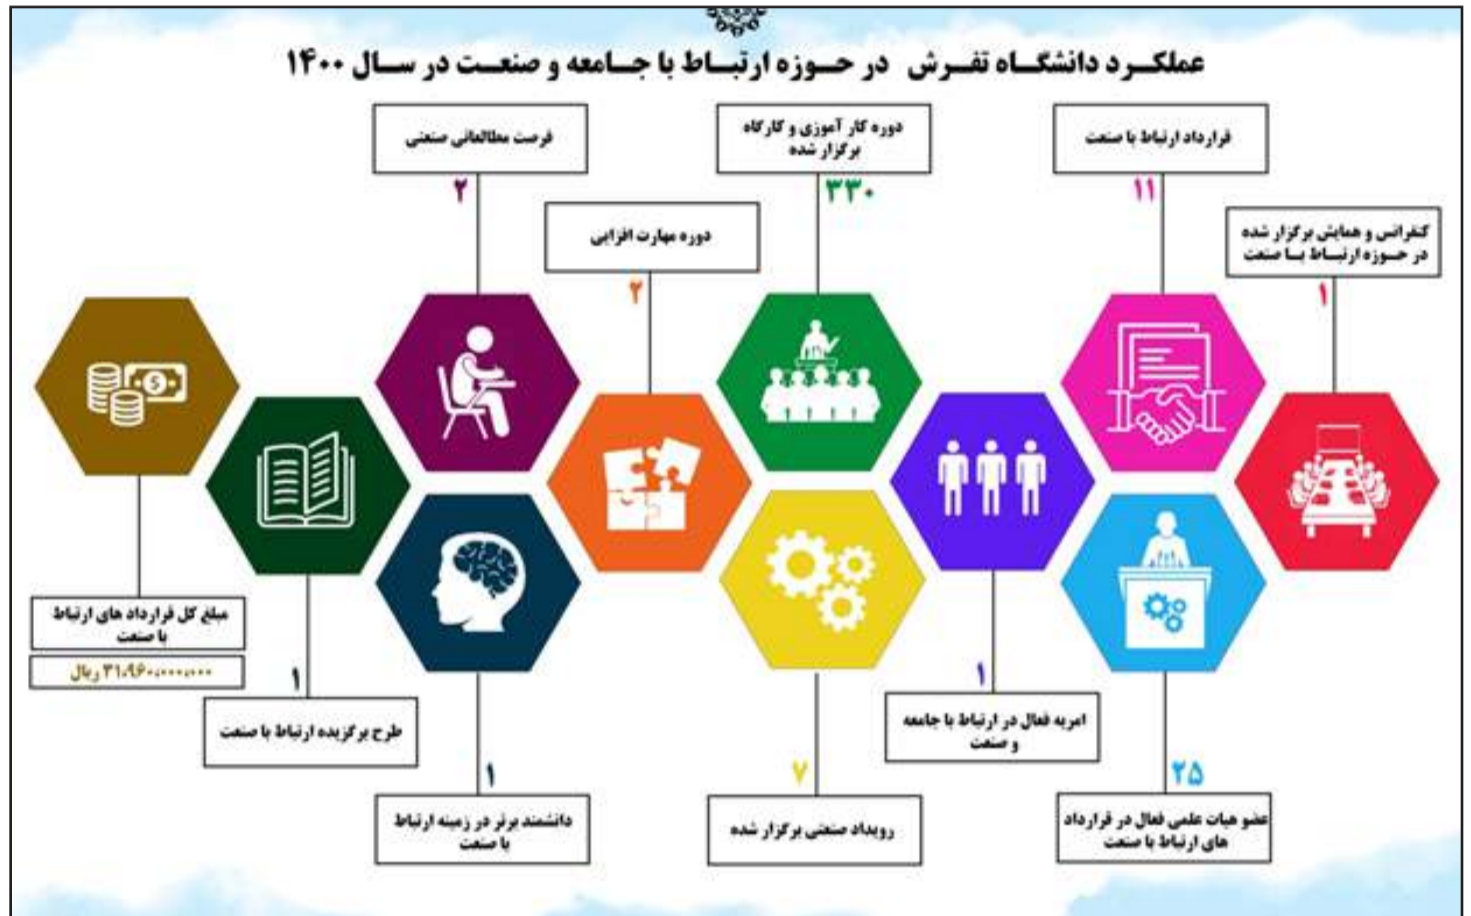 عملکرد دانشگاه تفرش در حوزه ارتباط با جامعه و صنعت در سال ۱۴۰۰
قرارداد ارتباط با صنعت
۱۱
دوره کار آموزی و کارگاه
برگزار شده
۳۳۰
فرصت مطالعاتی صنعتی
۲
کنفرانس و همایش برگزار شده
در حوزه ارتباط با صنعت
۱
دوره مهارت افزایی
۲
عضو هیات علمی فعال در قرارداد
های ارتباط با صنعت
۲۵
امریه فعال در ارتباط با جامعه
و صنعت
۱
رویداد صنعتی برگزار شده
۷
دانشمند برتر در زمینه ارتباط
با صنعت
۱
طرح برگزیده ارتباط با صنعت
۱
مبلغ کل قرارداد های ارتباط
با صنعت
۳۱،۹۶۰،۰۰۰،۰۰۰ ریال